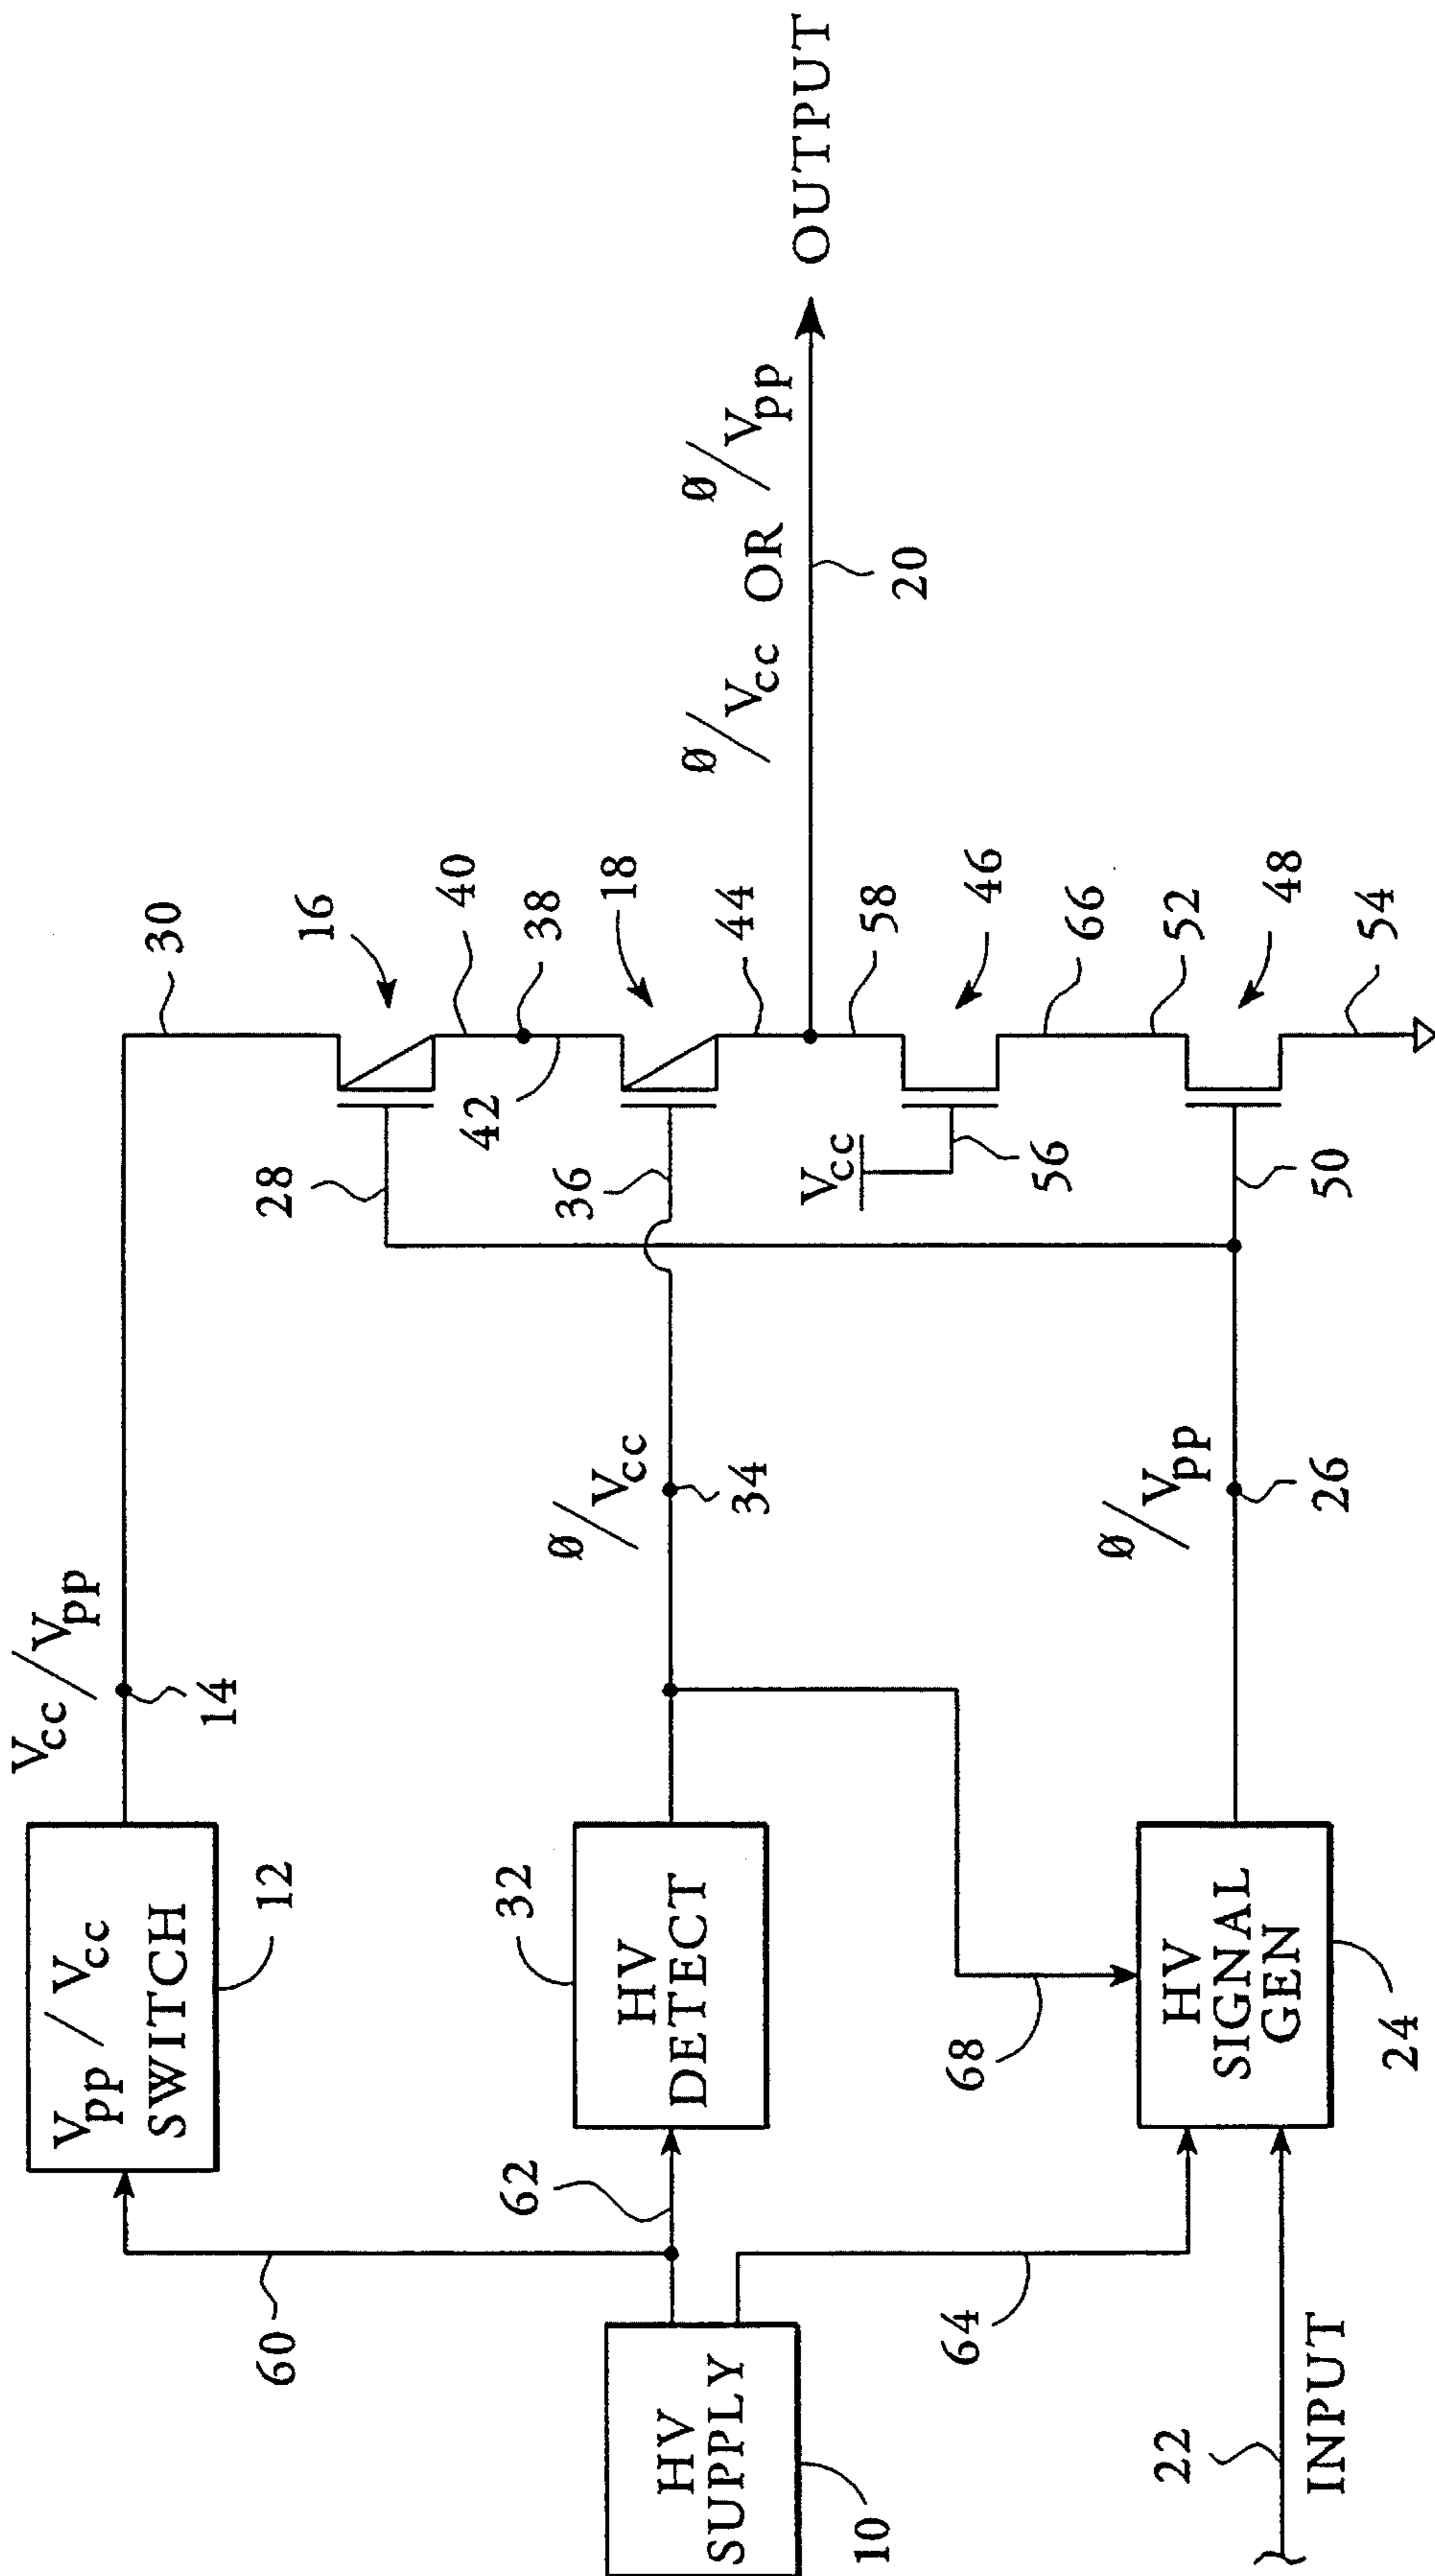 Vcc/Vpp
14
30
Vpp / Vcc
SWITCH
12
16
28
40
38
60
42
18
HV
DETECT
32
ø/Vcc
34
36
44
62
HV
SUPPLY
10
ø/Vcc OR ø/Vpp
20
OUTPUT
58
Vcc
56
46
66
68
64
52
ø/Vpp
26
50
48
54
HV
SIGNAL
GEN
24
22
INPUT